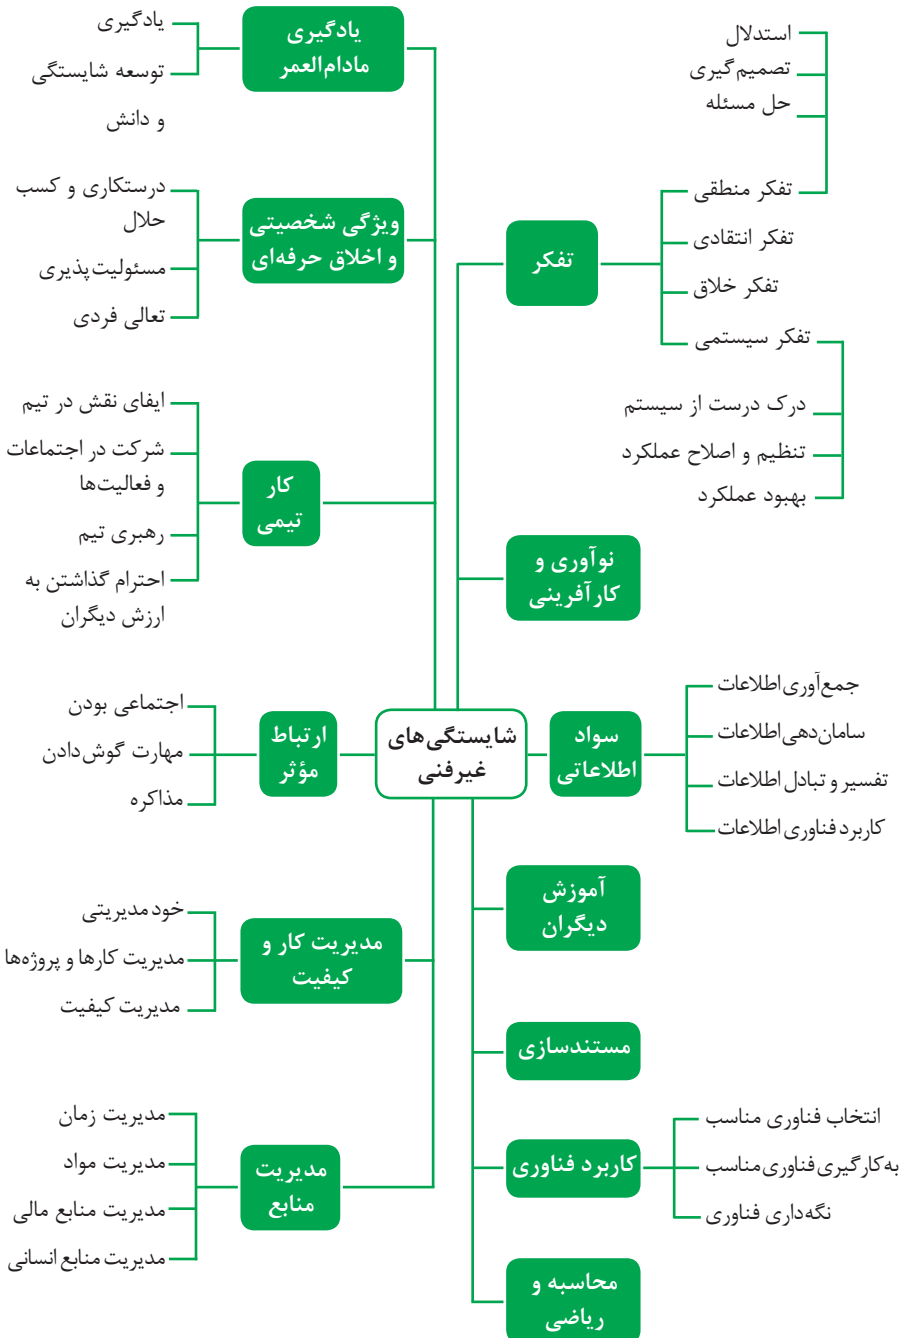 شایستگی‌های
غیرفنی
تفکر
استدلال
تصمیم‌گیری
حل مسئله
تفکر منطقی
تفکر انتقادی
تفکر خلاق
تفکر سیستمی
درک درست از سیستم
تنظیم و اصلاح عملکرد
بهبود عملکرد
نوآوری و
کارآفرینی
سواد
اطلاعاتی
جمع‌آوری اطلاعات
سامان‌دهی اطلاعات
تفسیر و تبادل اطلاعات
کاربرد فناوری اطلاعات
آموزش
دیگران
مستندسازی
کاربرد فناوری
انتخاب فناوری مناسب
به‌کارگیری فناوری مناسب
نگه‌داری فناوری
محاسبه و
ریاضی
یادگیری
مادام‌العمر
یادگیری
توسعه شایستگی
و دانش
ویژگی شخصیتی
و اخلاق حرفه‌ای
درستکاری و کسب
حلال
مسئولیت‌پذیری
تعالی فردی
کار
تیمی
ایفای نقش در تیم
شرکت در اجتماعات
و فعالیت‌ها
رهبری تیم
احترام گذاشتن به
ارزش دیگران
ارتباط
مؤثر
اجتماعی بودن
مهارت گوش‌دادن
مذاکره
مدیریت کار و
کیفیت
خودمدیریتی
مدیریت کارها و پروژه‌ها
مدیریت کیفیت
مدیریت
منابع
مدیریت زمان
مدیریت مواد
مدیریت منابع مالی
مدیریت منابع انسانی